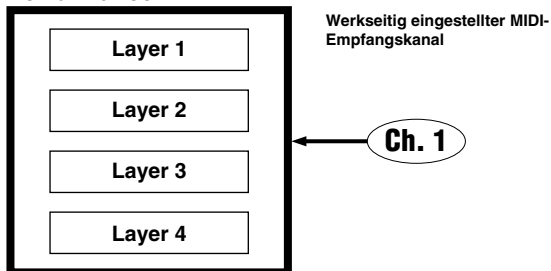 Werkseitig eingestellter MIDI-
Empfangskanal
Layer 1
Layer 2
Ch. 1
Layer 3
Layer 4